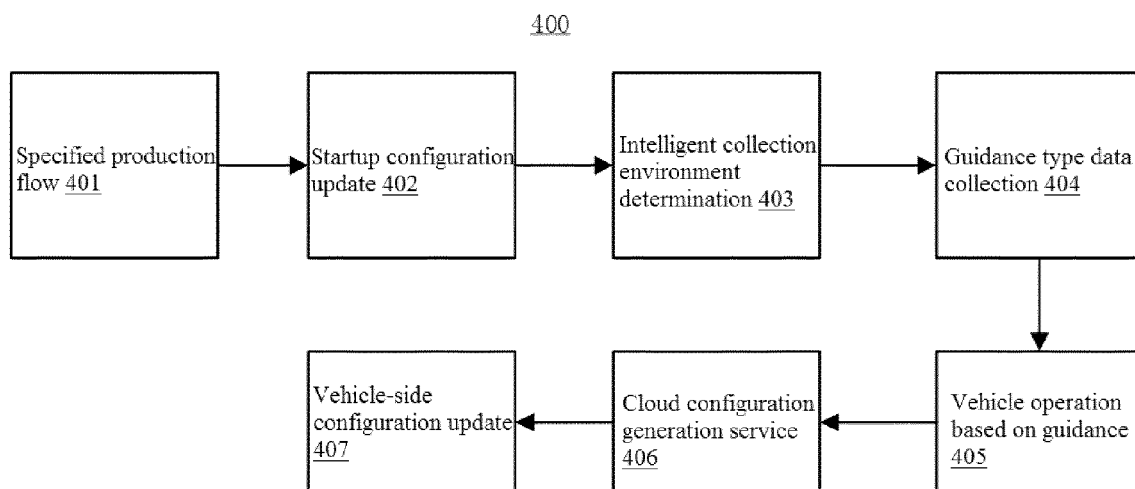 400
Specified production
flow 401
Startup configuration
update 402
Intelligent collection
environment
determination 403
Guidance type data
collection 404
Vehicle operation
based on guidance 405
Cloud configuration
generation service
406
Vehicle-side
configuration update
407